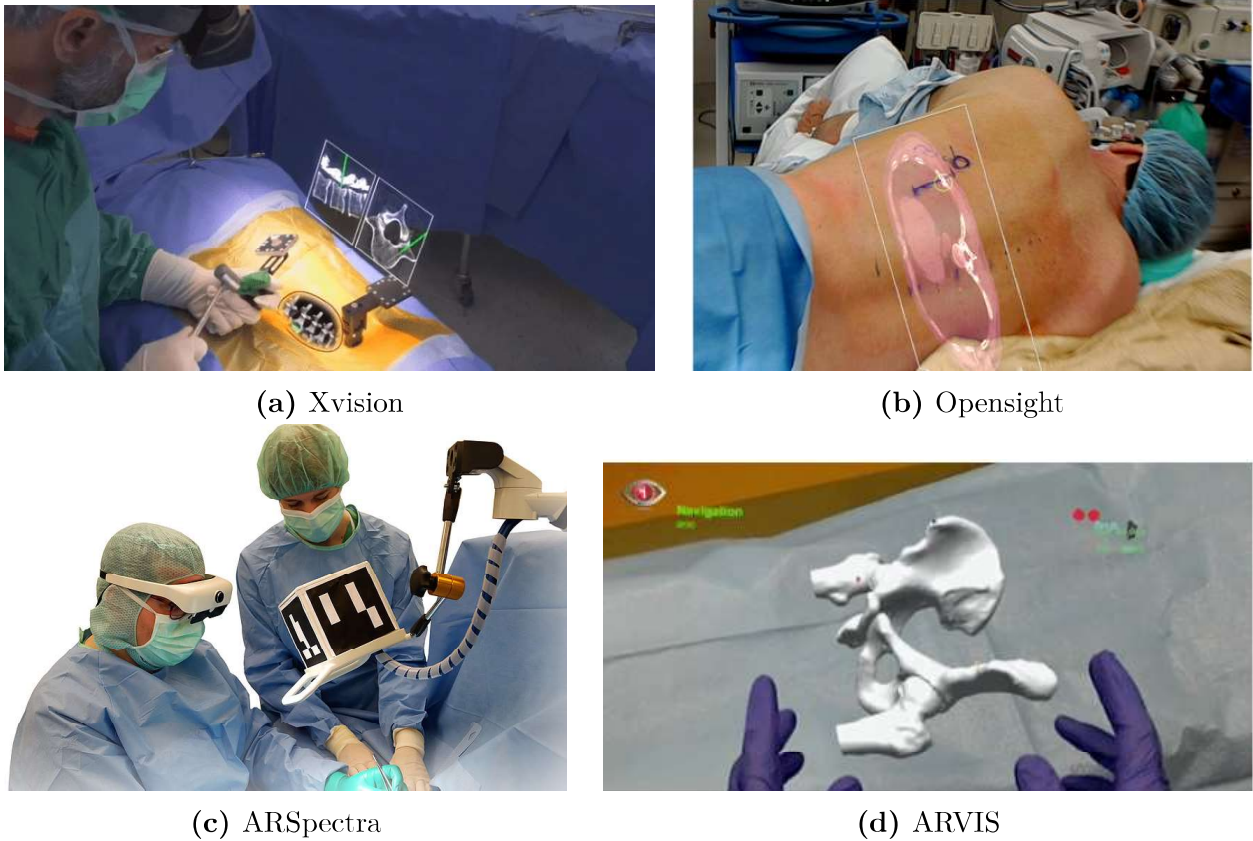 (a) Xvision
(b) Opensight
(c) ARSpectra
Navigation
(d) ARVIS